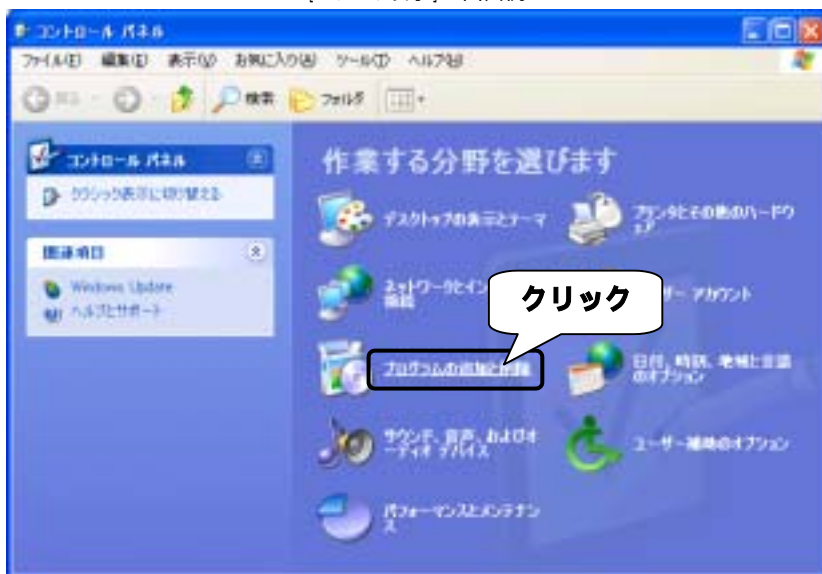 コントロール パネル
ファイル(F) 編集(E) 表示(V) お気に入り(A) ツール(T) ヘルプ(H)
戻る 検索 フォルダ
コントロール パネル
クラシック表示に切り替える
関連項目
Windows Update
ヘルプとサポート
作業する分野を選びます
デスクトップの表示とテーマ
プリンタとその他のハードウ
ェア
ネットワークとイン
接続
クリック
ー アカウント
プログラムの追加と削除
日付、時刻、地域と言語
のオプション
サウンド、音声、およびオ
ーディオ デバイス
ユーザー補助のオプション
パフォーマンスとメンテナン
ス